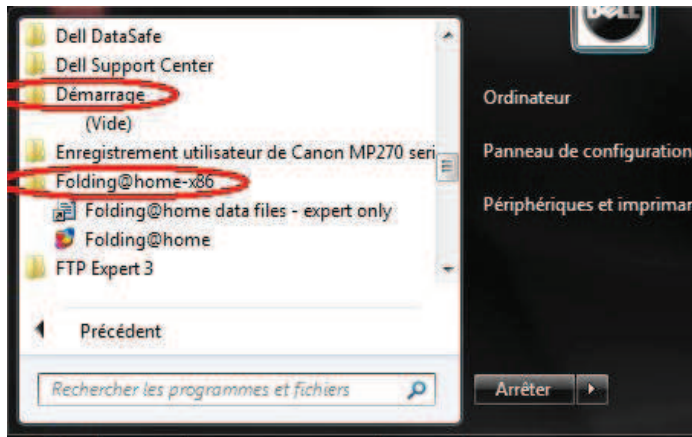 Dell DataSafe
Dell Support Center
Démarrage
(Vide)
Enregistrement utilisateur de Canon MP270 seri
Folding@home-x86
Folding@home data files - expert only
Folding@home
FTP Expert 3
Précédent
Rechercher les programmes et fichiers
DELL
Ordinateur
Panneau de configuration
Périphériques et imprimar
Arrêter